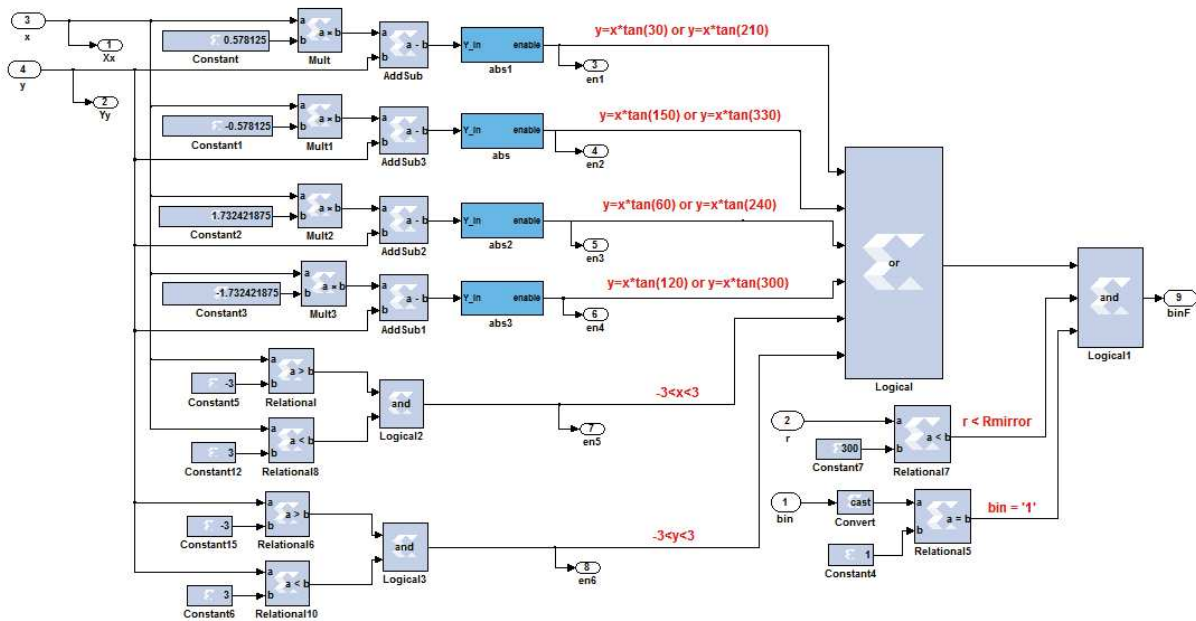 3
x
1
Xx
4
y
2
Yy
0.578125
Constant
a
b
a × b
Mult
a
b
a - b
AddSub
Y_In
enable
abs1
y=x*tan(30) or y=x*tan(210)
3
en1
-0.578125
Constant1
a
b
a × b
Mult1
a
b
a - b
AddSub3
Y_In
enable
abs
y=x*tan(150) or y=x*tan(330)
4
en2
1.732421875
Constant2
a
b
a × b
Mult2
a
b
a - b
AddSub2
Y_In
enable
abs2
y=x*tan(60) or y=x*tan(240)
5
en3
-1.732421875
Constant3
a
b
a × b
Mult3
a
b
a - b
AddSub1
Y_In
enable
abs3
y=x*tan(120) or y=x*tan(300)
6
en4
-3
Constant5
a
b
a > b
Relational
3
Constant12
a
b
a < b
Relational8
and
Logical2
-3<x<3
7
en5
-3
Constant15
a
b
a > b
Relational6
3
Constant6
a
b
a < b
Relational10
and
Logical3
-3<y<3
8
en6
or
Logical
2
r
300
Constant7
a
b
a < b
Relational7
r < Rmirror
1
bin
cast
Convert
1
Constant4
a
b
a = b
Relational5
bin = '1'
and
Logical1
9
binF